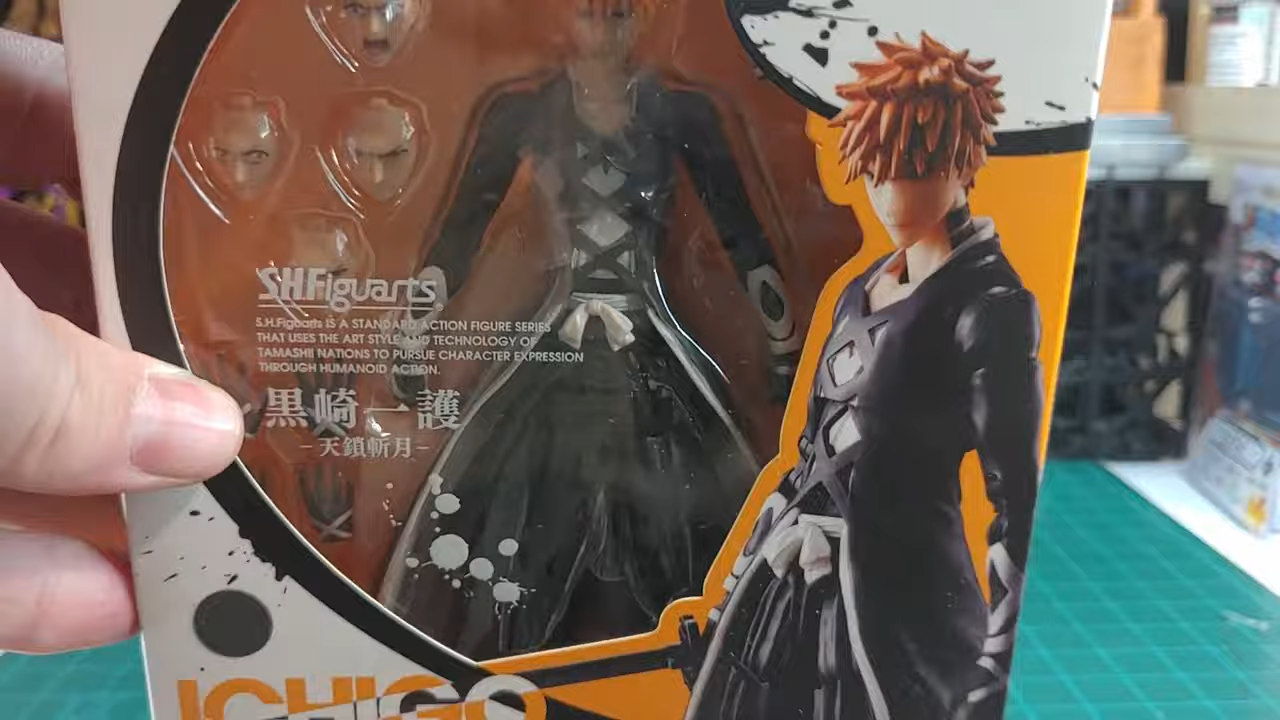 S.H.Figuarts
S.H.Figuarts IS A STANDARD ACTION FIGURE SERIES
THAT USES THE ART STYLE AND TECHNOLOGY OF
TAMASHII NATIONS TO PURSUE CHARACTER EXPRESSION
THROUGH HUMANOID ACTION.
黒崎一護
-天鎖斬月-
ICHIGO